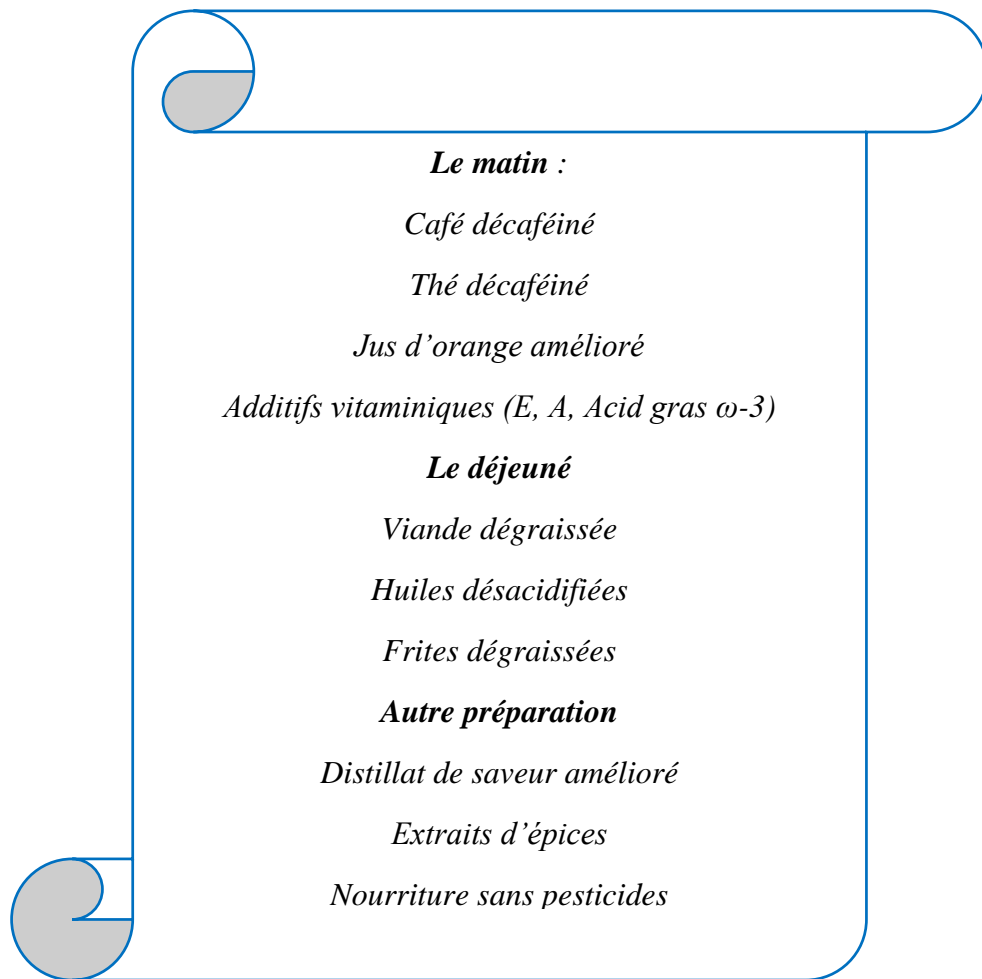 Le matin :
Café décaféiné
Thé décaféiné
Jus d’orange amélioré
Additifs vitaminiques (E, A, Acid gras ω-3)
Le déjeuné
Viande dégraissée
Huiles désacidifiées
Frites dégraissées
Autre préparation
Distillat de saveur amélioré
Extraits d’épices
Nourriture sans pesticides